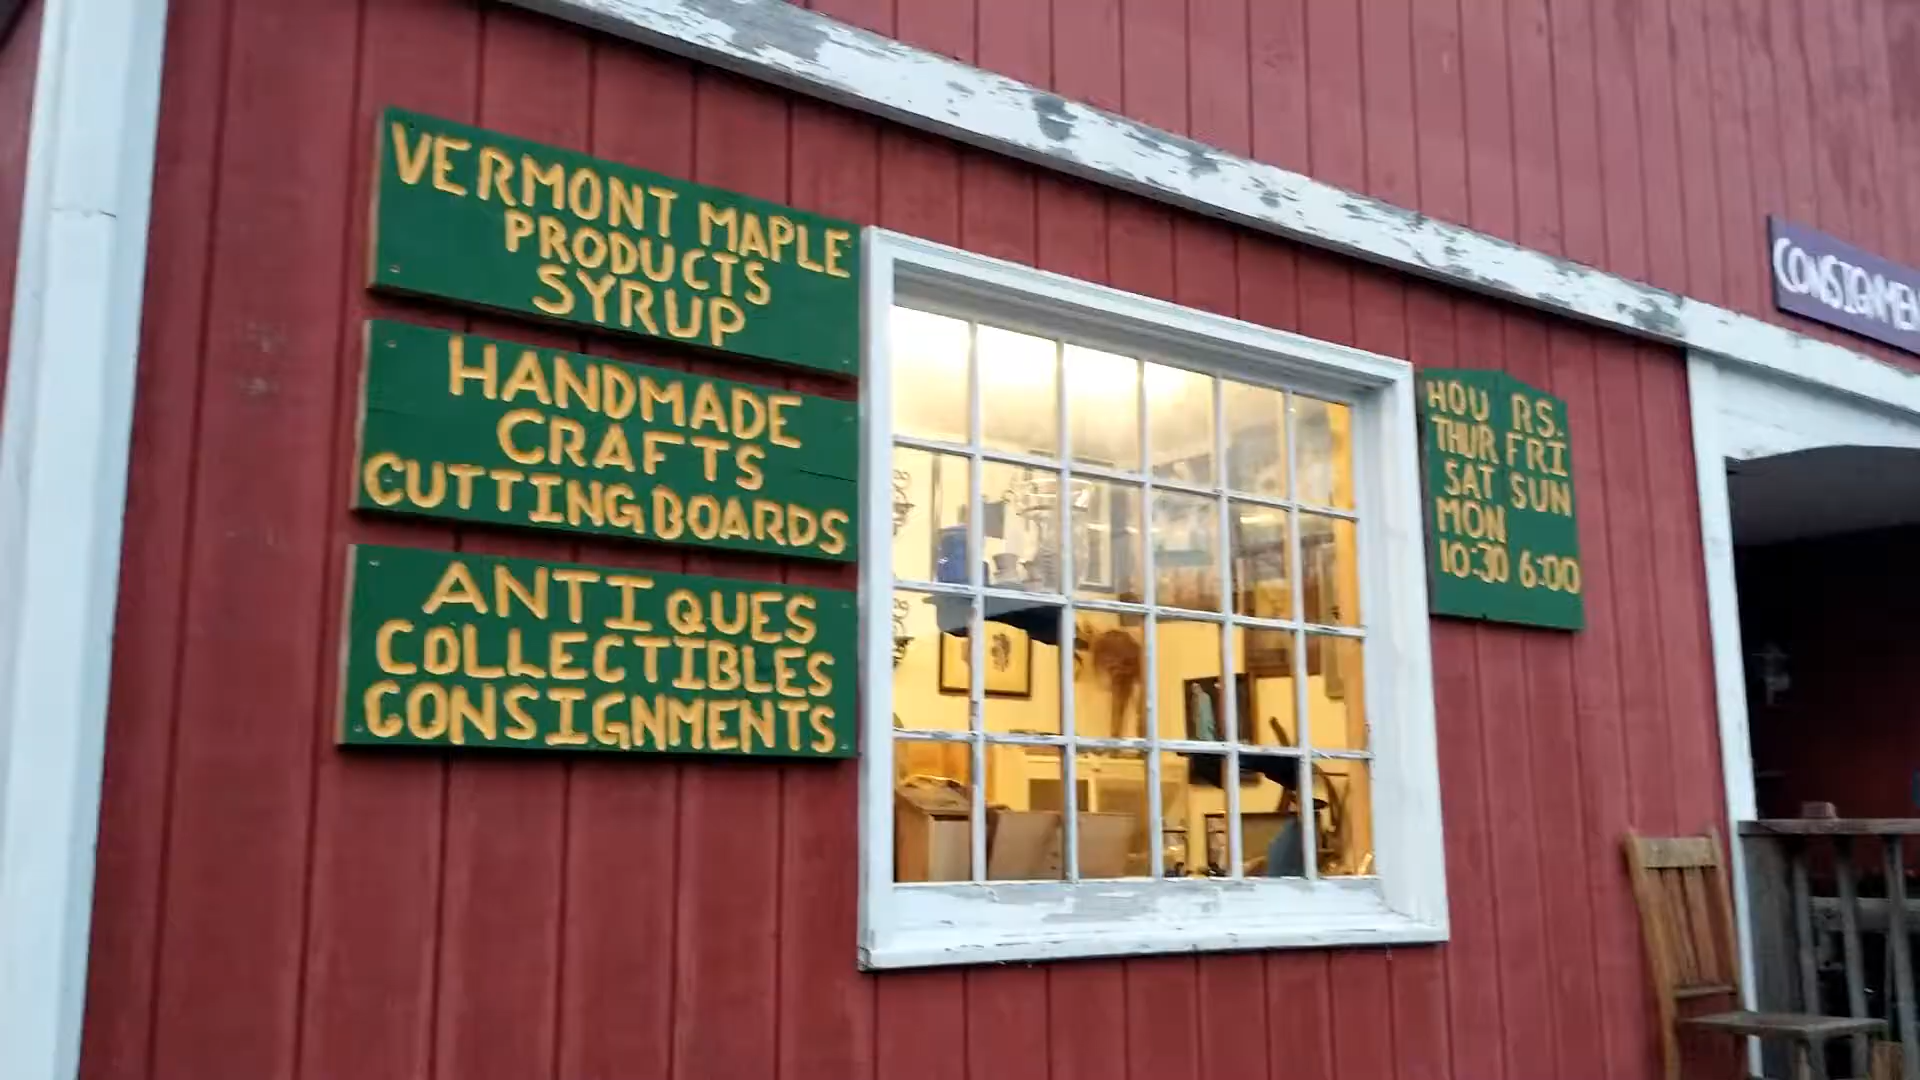 VERMONT MAPLE
PRODUCTS
SYRUP
HANDMADE
CRAFTS
CUTTING BOARDS
ANTIQUES
COLLECTIBLES
CONSIGNMENTS
HOU RS.
THUR FRI
SAT SUN
MON
10:30 6:00
CONSIGNMEN